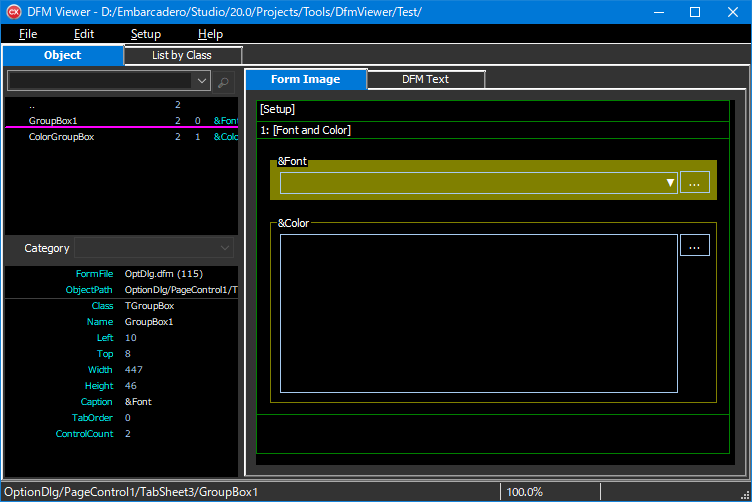 DFM Viewer - D:/Embarcadero/Studio/20.0/Projects/Tools/DfmViewer/Test/
File Edit Setup Help
Object List by Class
Form Image DFM Text
.. 2
GroupBox1 2 0 &Fon
ColorGroupBox 2 1 &Colo
Category
FormFile OptDlg.dfm (115)
ObjectPath OptionDlg/PageControl1/T
Class TGroupBox
Name GroupBox1
Left 10
Top 8
Width 447
Height 46
Caption &Font
TabOrder 0
ControlCount 2
[Setup]
1: [Font and Color]
&Font
...
&Color
...
OptionDlg/PageControl1/TabSheet3/GroupBox1 100.0%